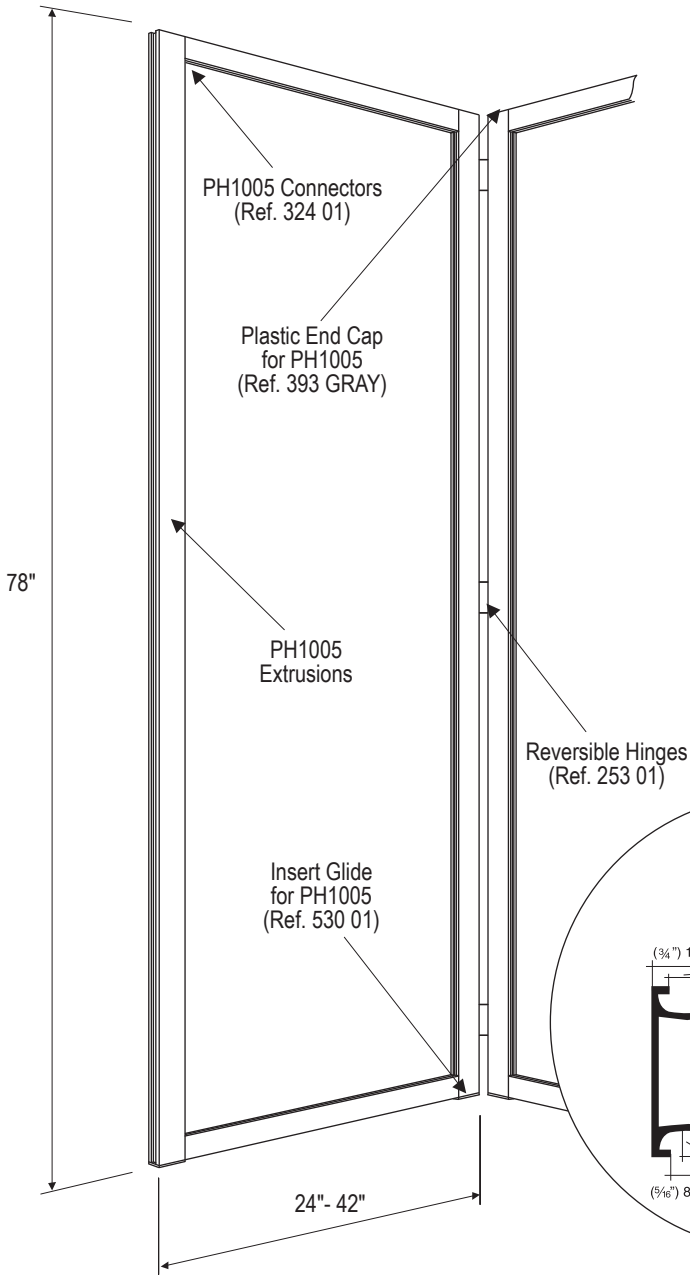 PH1005 Connectors
(Ref. 324 01)
Plastic End Cap
for PH1005
(Ref. 393 GRAY)
78"
PH1005
Extrusions
Reversible Hinges
(Ref. 253 01)
Insert Glide
for PH1005
(Ref. 530 01)
(¾") 1
(5⁄16") 8
24"- 42"